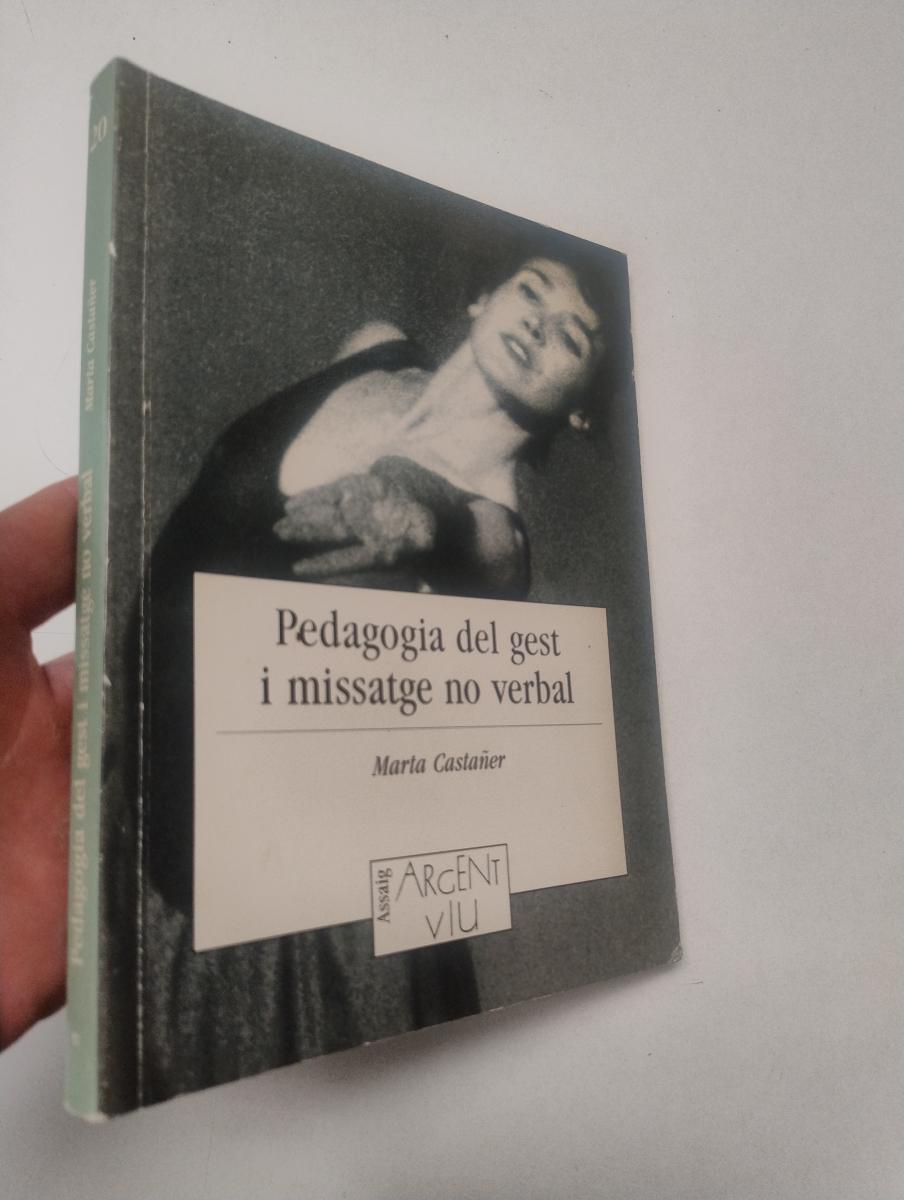 Pedagogia del gest
i missatge no verbal
Marta Castañer
Assaig
ARGENT
VIU
20
Marta Castañer
Pedagogia del gest i missatge no verbal